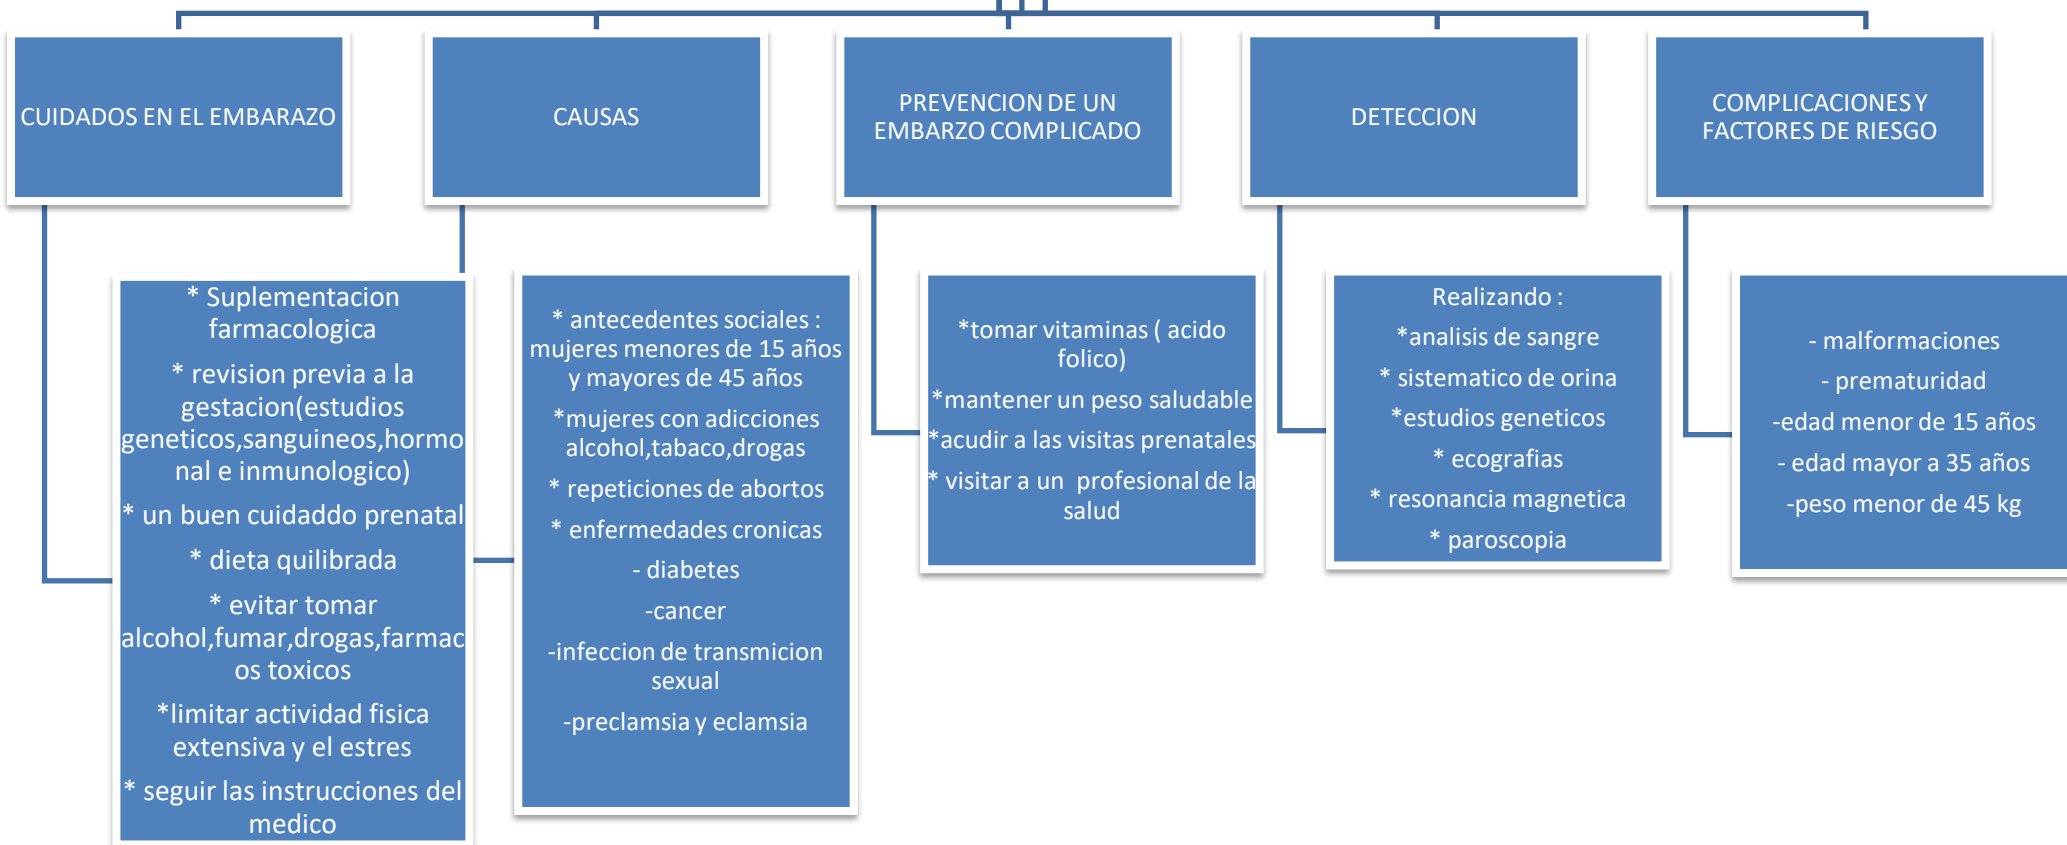 CUIDADOS EN EL EMBARAZO
CAUSAS
PREVENCION DE UN
EMBARZO COMPLICADO
DETECCION
COMPLICACIONES Y
FACTORES DE RIESGO
* Suplementacion
farmacologica
* revision previa a la
gestacion(estudios
geneticos,sanguineos,hormo
nal e inmunologico)
* un buen cuidaddo prenatal
* dieta quilibrada
* evitar tomar
alcohol,fumar,drogas,farmac
os toxicos
*limitar actividad fisica
extensiva y el estres
* seguir las instrucciones del
medico
* antecedentes sociales :
mujeres menores de 15 años
y mayores de 45 años
*mujeres con adicciones
alcohol,tabaco,drogas
* repeticiones de abortos
* enfermedades cronicas
- diabetes
-cancer
-infeccion de transmicion
sexual
-preclamsia y eclamsia
*tomar vitaminas ( acido
folico)
*mantener un peso saludable
*acudir a las visitas prenatales
* visitar a un  profesional de la
salud
Realizando :
*analisis de sangre
* sistematico de orina
*estudios geneticos
* ecografias
* resonancia magnetica
* paroscopia
- malformaciones
- prematuridad
-edad menor de 15 años
- edad mayor a 35 años
-peso menor de 45 kg